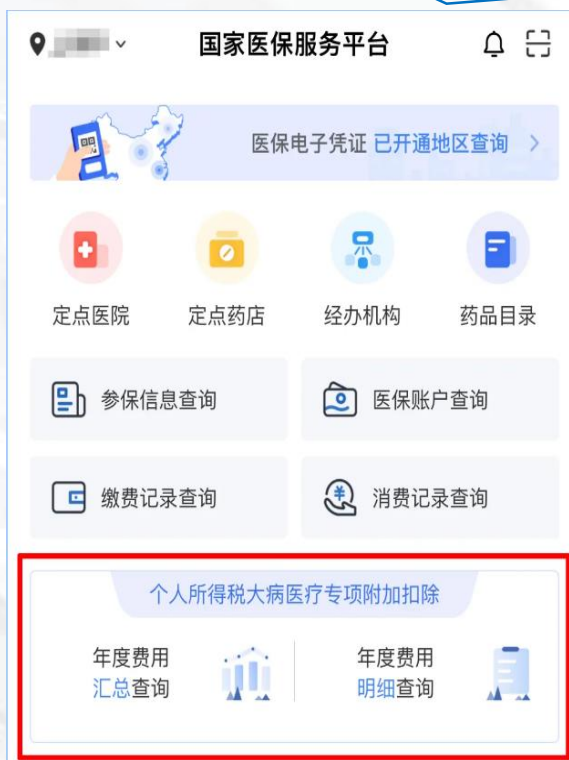 国家医保服务平台
医保电子凭证 已开通地区查询
定点医院 定点药店 经办机构 药品目录
参保信息查询 医保账户查询
缴费记录查询 消费记录查询
个人所得税大病医疗专项附加扣除
年度费用 年度费用
汇总查询 明细查询